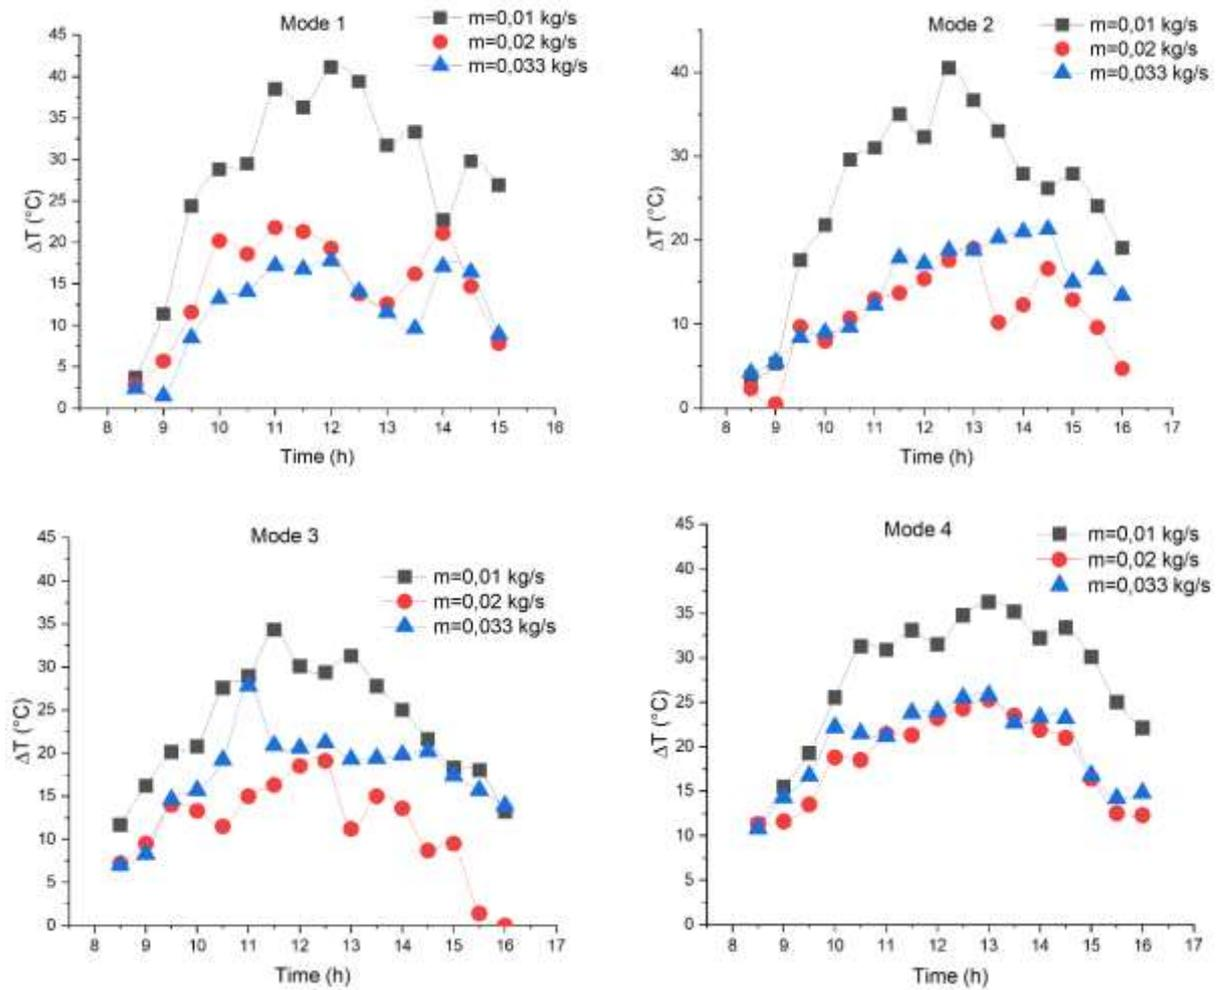 Mode 1
m=0,01 kg/s
m=0,02 kg/s
m=0,033 kg/s
45
40
35
30
25
20
15
10
5
0
ΔT (°C)
8 9 10 11 12 13 14 15 16
Time (h)
Mode 2
m=0,01 kg/s
m=0,02 kg/s
m=0,033 kg/s
40
30
20
10
0
ΔT (°C)
8 9 10 11 12 13 14 15 16 17
Time (h)
Mode 3
m=0,01 kg/s
m=0,02 kg/s
m=0,033 kg/s
45
40
35
30
25
20
15
10
5
0
ΔT (°C)
8 9 10 11 12 13 14 15 16 17
Time (h)
Mode 4
m=0,01 kg/s
m=0,02 kg/s
m=0,033 kg/s
45
40
35
30
25
20
15
10
5
0
ΔT (°C)
8 9 10 11 12 13 14 15 16 17
Time (h)